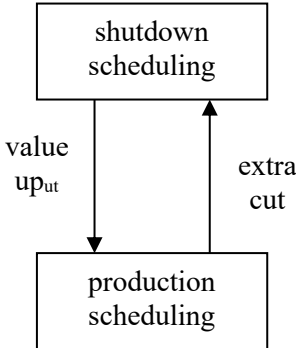 shutdown
scheduling
value
up_ut
extra
cut
production
scheduling